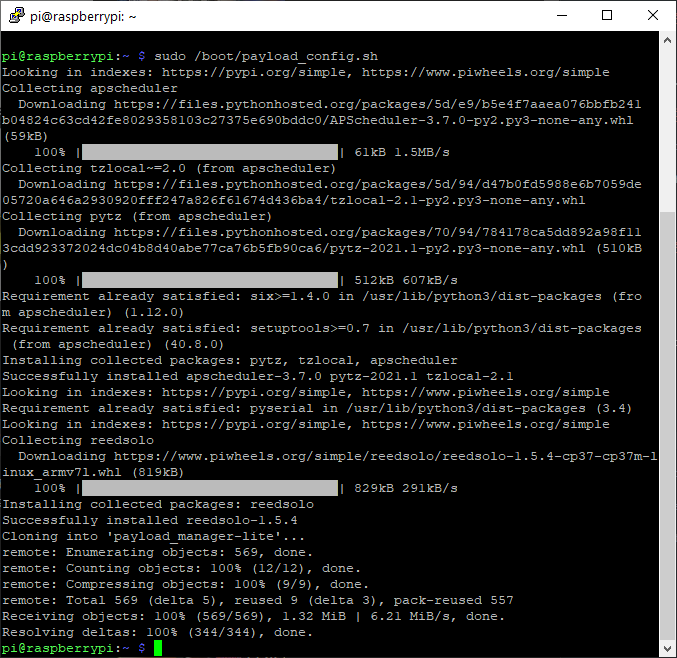 pi@raspberrypi: ~
pi@raspberrypi:~ $ sudo /boot/payload_config.sh
Looking in indexes: https://pypi.org/simple, https://www.piwheels.org/simple
Collecting apscheduler
  Downloading https://files.pythonhosted.org/packages/5d/e9/b5e4f7aaea076bbfb241
b04824c63cd42fe8029358103c27375e690bddc0/APScheduler-3.7.0-py2.py3-none-any.whl
(59kB)
    100% |                                | 61kB 1.5MB/s
Collecting tzlocal~=2.0 (from apscheduler)
  Downloading https://files.pythonhosted.org/packages/5d/94/d47b0fd5988e6b7059de
05720a646a2930920fff247a826f61674d436ba4/tzlocal-2.1-py2.py3-none-any.whl
Collecting pytz (from apscheduler)
  Downloading https://files.pythonhosted.org/packages/70/94/784178ca5dd892a98f11
3cdd923372024dc04b8d40abe77ca76b5fb90ca6/pytz-2021.1-py2.py3-none-any.whl (510kB
)
    100% |                                | 512kB 607kB/s
Requirement already satisfied: six>=1.4.0 in /usr/lib/python3/dist-packages (fro
m apscheduler) (1.12.0)
Requirement already satisfied: setuptools>=0.7 in /usr/lib/python3/dist-packages
 (from apscheduler) (40.8.0)
Installing collected packages: pytz, tzlocal, apscheduler
Successfully installed apscheduler-3.7.0 pytz-2021.1 tzlocal-2.1
Looking in indexes: https://pypi.org/simple, https://www.piwheels.org/simple
Requirement already satisfied: pyserial in /usr/lib/python3/dist-packages (3.4)
Looking in indexes: https://pypi.org/simple, https://www.piwheels.org/simple
Collecting reedsolo
  Downloading https://www.piwheels.org/simple/reedsolo/reedsolo-1.5.4-cp37-cp37m-l
inux_armv7l.whl (819kB)
    100% |                                | 829kB 291kB/s
Installing collected packages: reedsolo
Successfully installed reedsolo-1.5.4
Cloning into 'payload_manager-lite'...
remote: Enumerating objects: 569, done.
remote: Counting objects: 100% (12/12), done.
remote: Compressing objects: 100% (9/9), done.
remote: Total 569 (delta 5), reused 9 (delta 3), pack-reused 557
Receiving objects: 100% (569/569), 1.32 MiB | 6.21 MiB/s, done.
Resolving deltas: 100% (344/344), done.
pi@raspberrypi:~ $